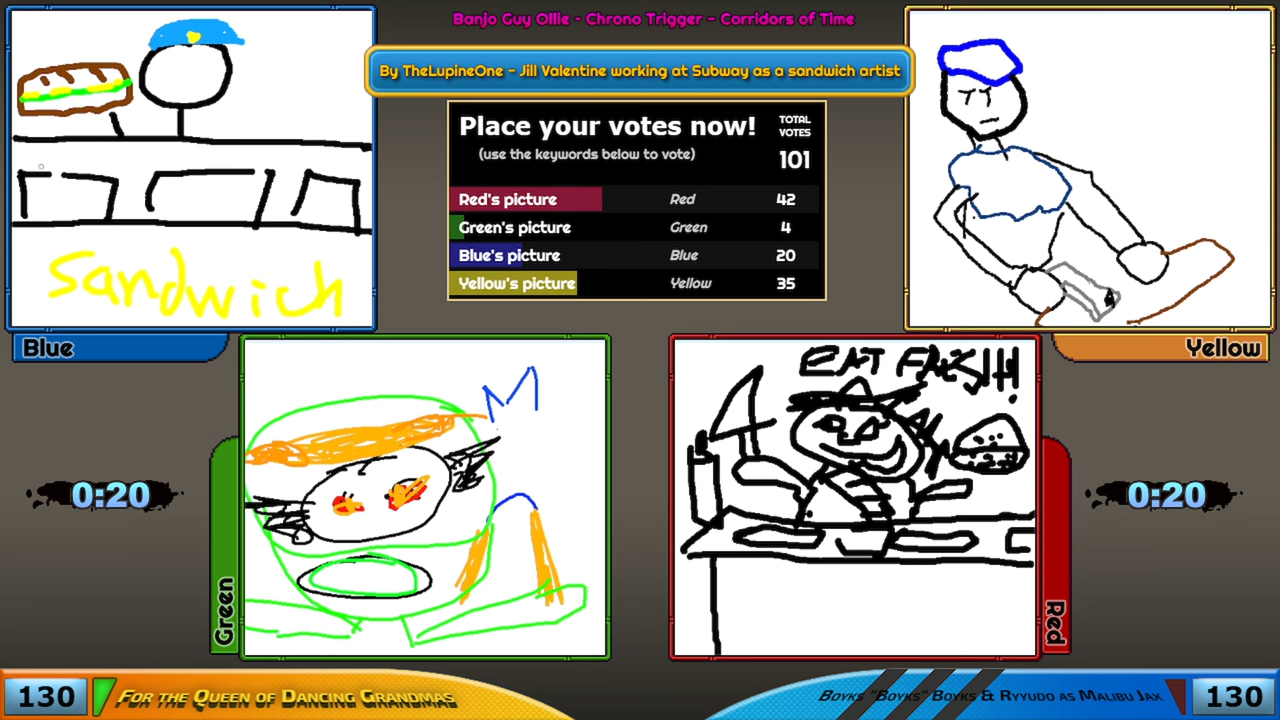 Banjo Guy Ollie - Chrono Trigger - Corridors of Time
By TheLupineOne - Jill Valentine working at Subway as a sandwich artist
Place your votes now!
(use the keywords below to vote)
TOTAL
VOTES
101
Red's picture Red 42
Green's picture Green 4
Blue's picture Blue 20
Yellow's picture Yellow 35
Sandwich
Blue
Yellow
M
EAT
0:20
0:20
Green
Red
130
For the Queen of Dancing Grandmas
Boyks "Boyks" Boyks & Ryyudo as Malibu Jax
130